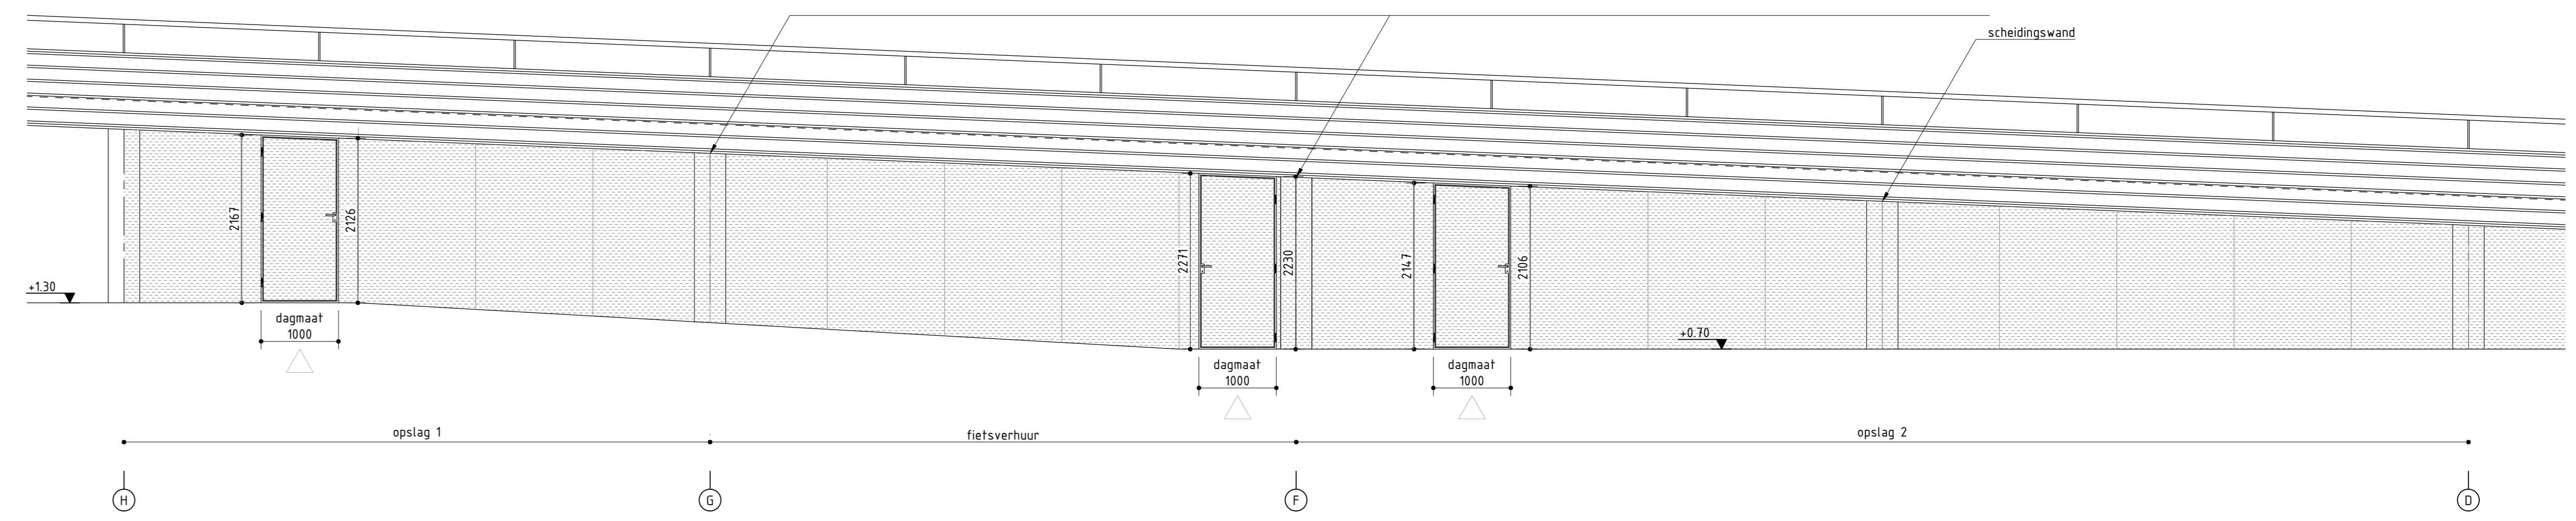 scheidingswand
2167
2126
2271
2230
2147
2106
+1.30
+0.70
dagmaat
1000
dagmaat
1000
dagmaat
1000
opslag 1
fietsverhuur
opslag 2
H
G
F
D